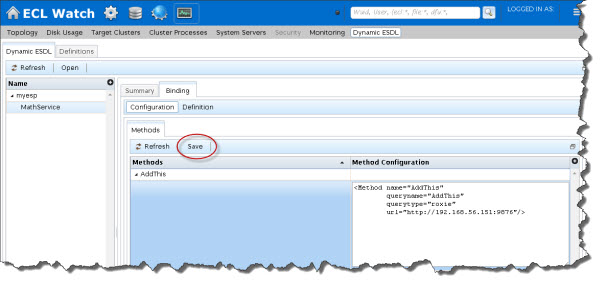 ECL Watch
Wild, User, (ecl:*, file:*, dfu:*,
LOGGED IN AS:
Topology Disk Usage Target Clusters Cluster Processes System Servers Security Monitoring Dynamic ESDL
Dynamic ESDL Definitions
Refresh Open
Name
myesp
MathService
Summary Binding
Configuration Definition
Methods
Refresh Save
Methods Method Configuration
AddThis
<Method name="AddThis"
queryname="AddThis"
querytype="roxie"
url="http://192.168.56.151:9876"/>